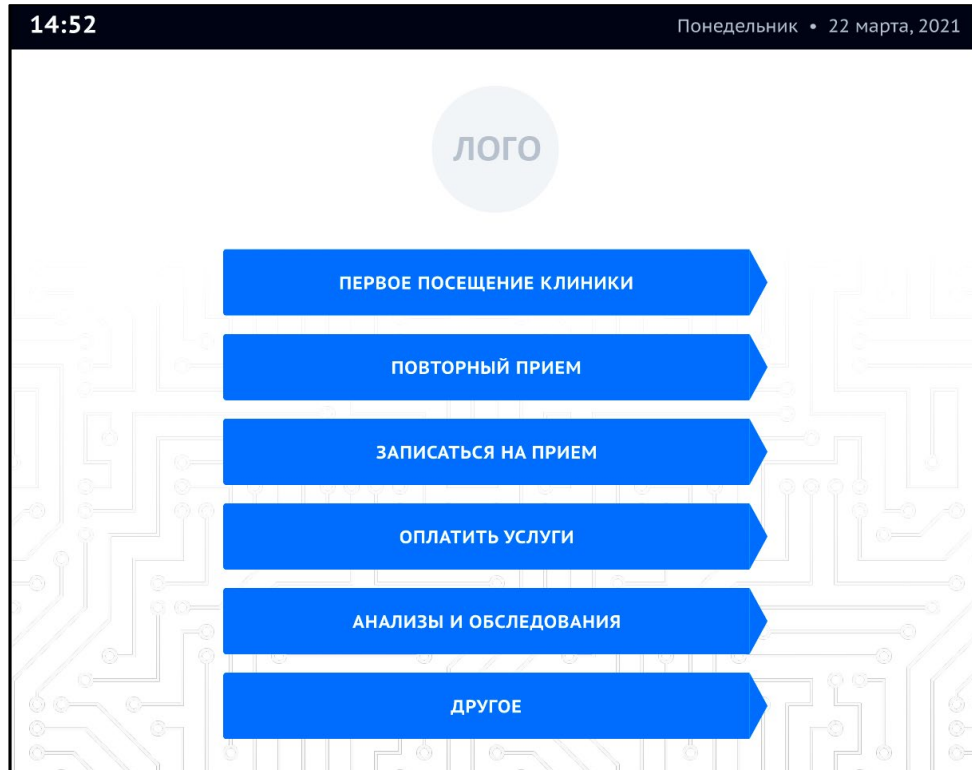 14:52
Понедельник • 22 марта, 2021
ЛОГО
ПЕРВОЕ ПОСЕЩЕНИЕ КЛИНИКИ
ПОВТОРНЫЙ ПРИЕМ
ЗАПИСАТЬСЯ НА ПРИЕМ
ОПЛАТИТЬ УСЛУГИ
АНАЛИЗЫ И ОБСЛЕДОВАНИЯ
ДРУГОЕ